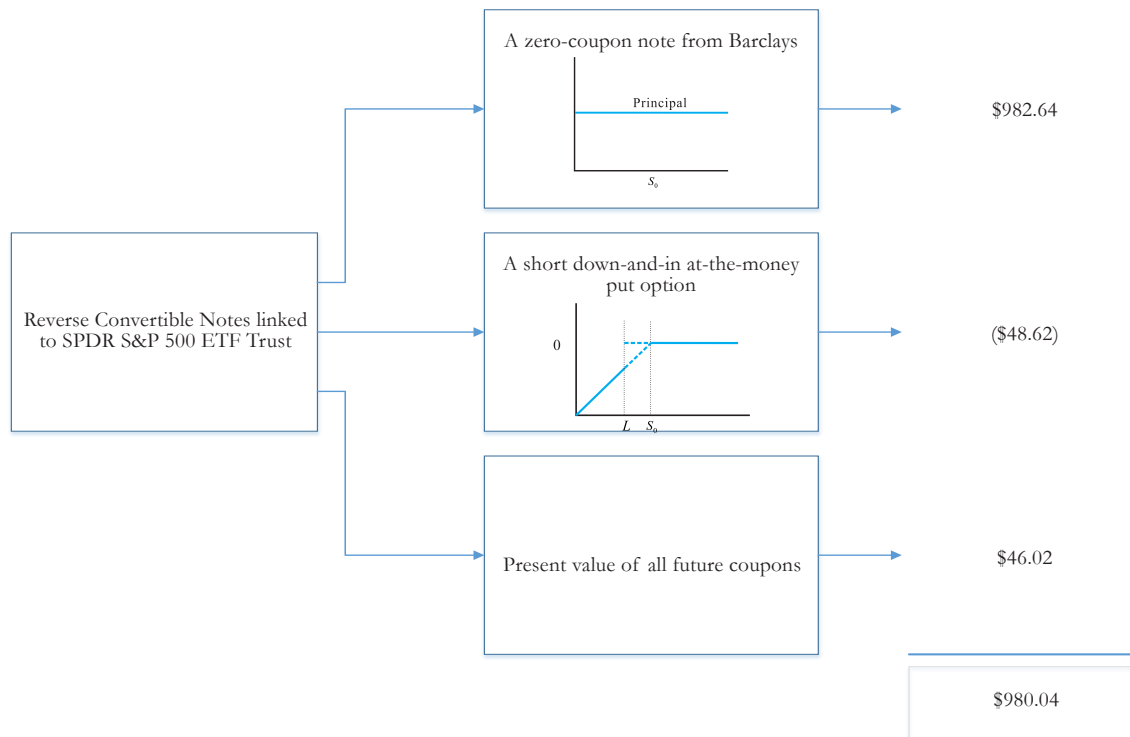 A zero-coupon note from Barclays
Principal
S₀
$982.64
Reverse Convertible Notes linked
to SPDR S&P 500 ETF Trust
A short down-and-in at-the-money
put option
0
L S₀
($48.62)
Present value of all future coupons
$46.02
$980.04